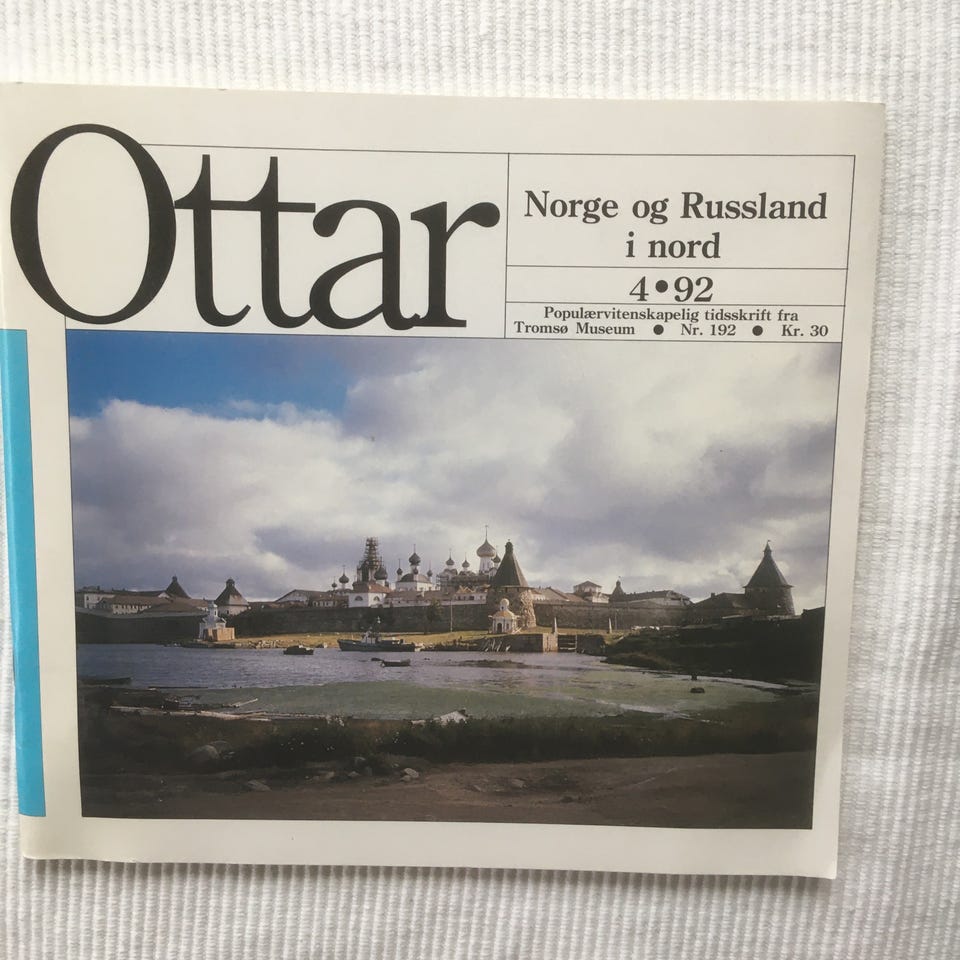 Ottar
Norge og Russland
i nord
4•92
Populærvitenskapelig tidsskrift fra
Tromsø Museum ● Nr. 192 ● Kr. 30